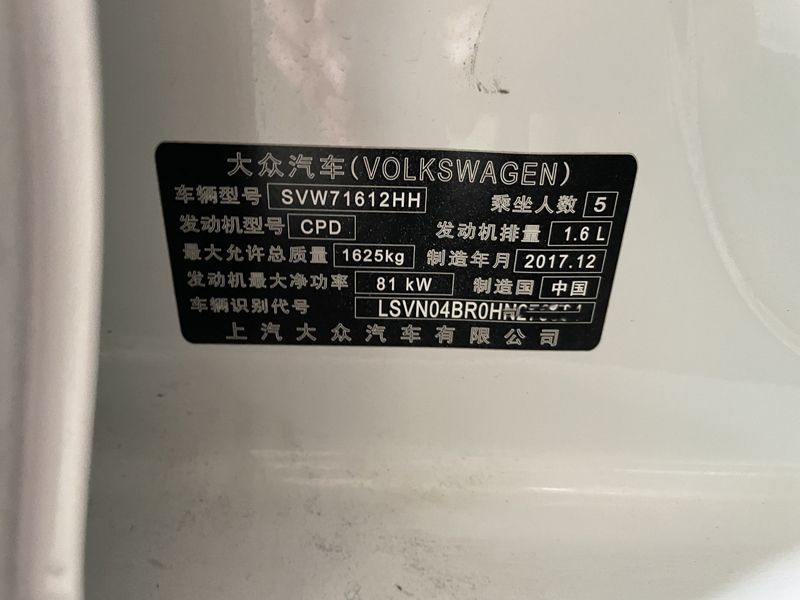 大众汽车(VOLKSWAGEN)
车辆型号 SVW71612HH 乘坐人数 5
发动机型号 CPD 发动机排量 1.6 L
最大允许总质量 1625kg 制造年月 2017.12
发动机最大净功率 81 kW 制造国 中国
车辆识别代号
上汽大众汽车有限公司